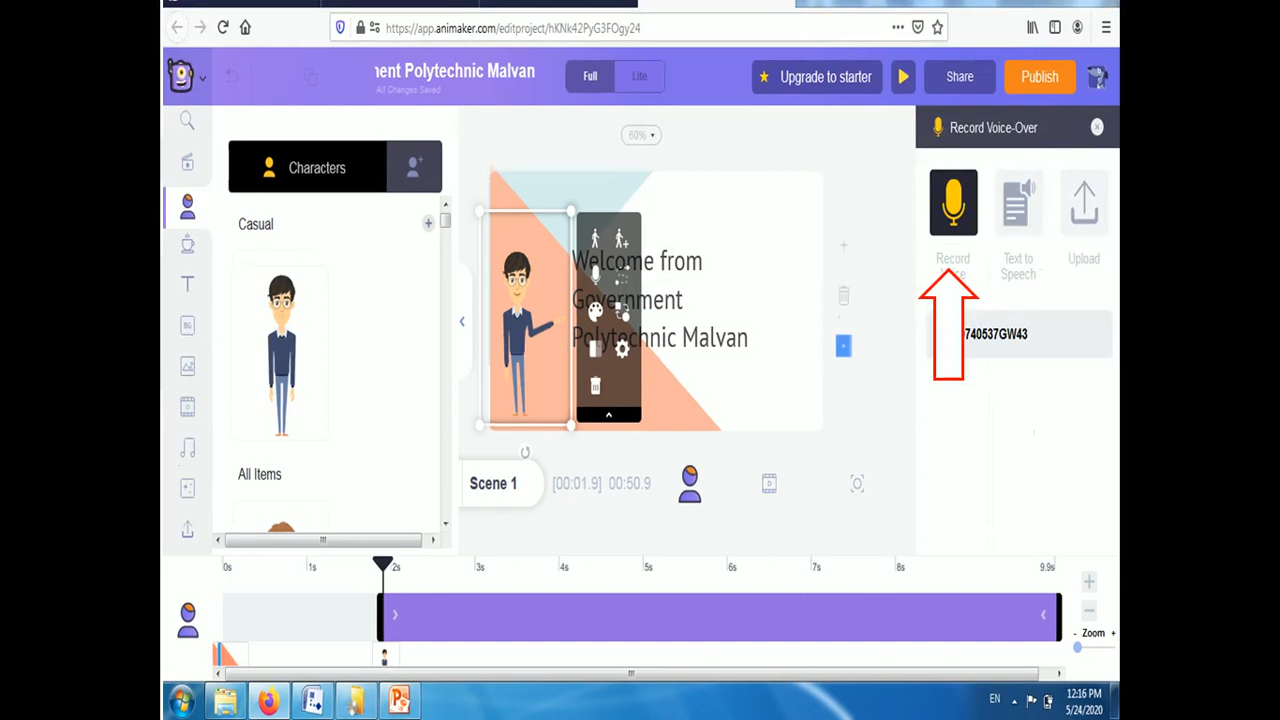 https://app.animaker.com/editproject/hKNk42PyG3FOgy24
ent Polytechnic Malvan
All Changes Saved
Full
Lite
Upgrade to starter
Share
Publish
Record Voice-Over
Characters
60%
Casual
Record
Text to
Speech
Upload
Welcome from
Government
Polytechnic Malvan
740537GW43
All Items
Scene 1
[00:01.9] 00:50.9
0s
1s
2s
3s
4s
5s
6s
7s
8s
9.9s
- Zoom +
EN
12:16 PM
5/24/2020